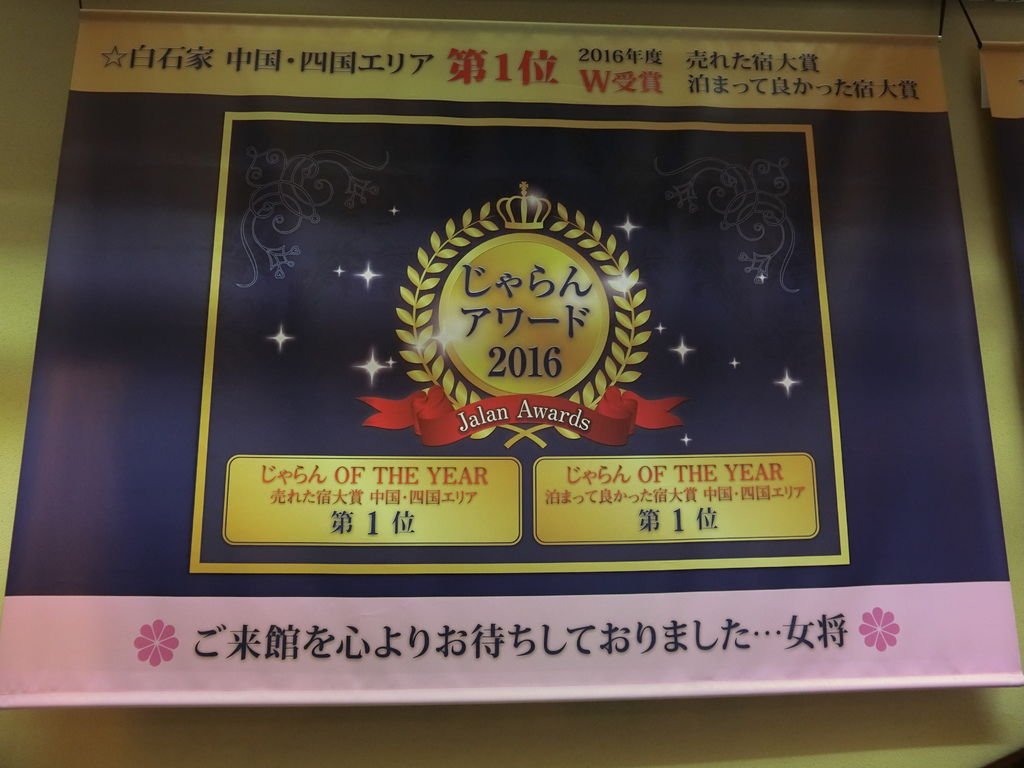 ☆白石家 中国・四国エリア 第1位 2016年度 W受賞 売れた宿大賞 泊まって良かった宿大賞
じゃらん
アワード
2016
Jalan Awards
じゃらん OF THE YEAR
売れた宿大賞 中国・四国エリア
第1位
じゃらん OF THE YEAR
泊まって良かった宿大賞 中国・四国エリア
第1位
ご来館を心よりお待ちしておりました…女将